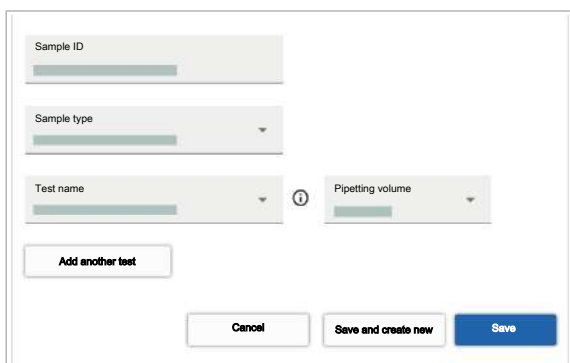 Sample ID
Sample type
Test name
Pipetting volume
Add another test
Cancel
Save and create new
Save